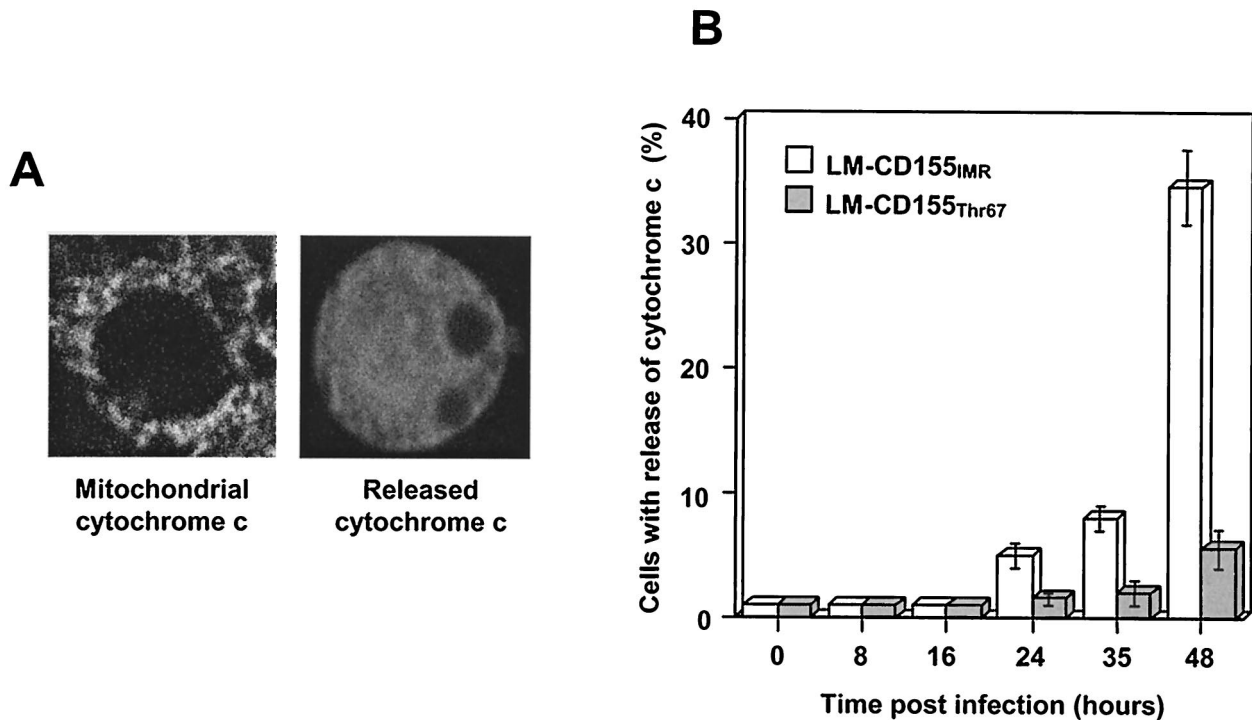 A
Mitochondrial
cytochrome c
Released
cytochrome c
B
Cells with release of cytochrome c (%)
40
30
20
10
0
LM-CD155IMR
LM-CD155Thr67
0 8 16 24 35 48
Time post infection (hours)